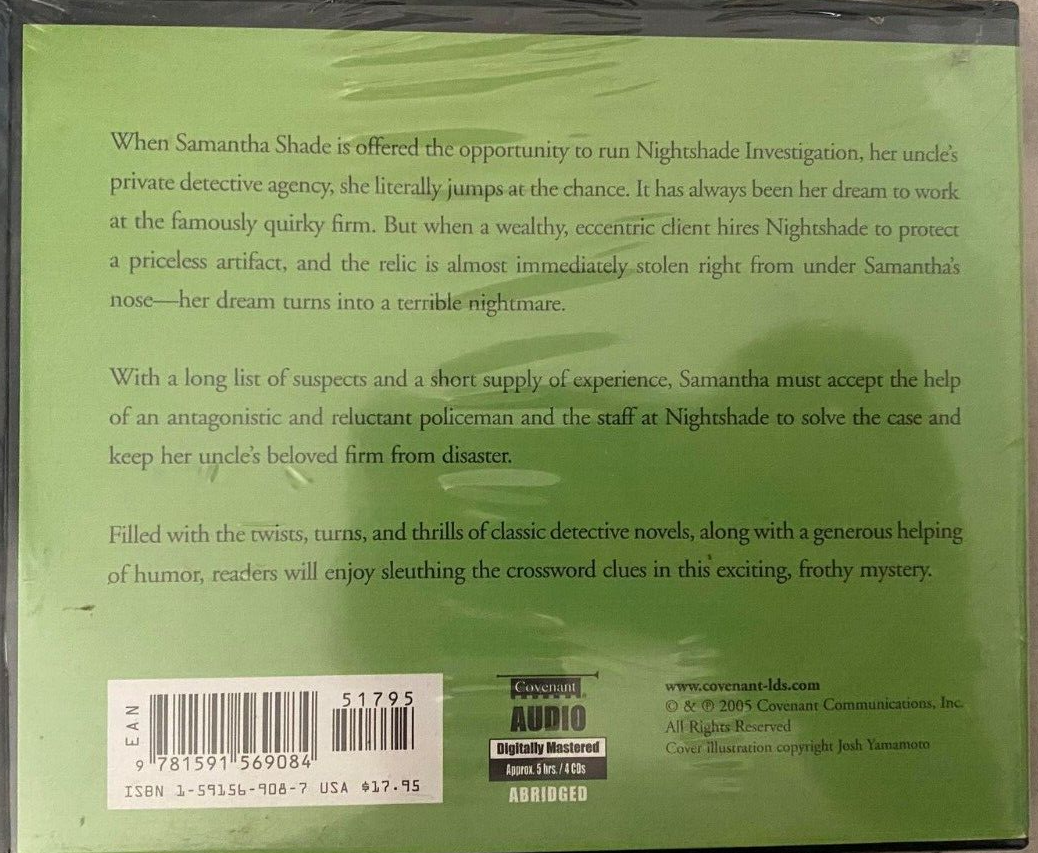 When Samantha Shade is offered the opportunity to run Nightshade Investigation, her uncle's
private detective agency, she literally jumps at the chance. It has always been her dream to work
at the famously quirky firm. But when a wealthy, eccentric client hires Nightshade to protect
a priceless artifact, and the relic is almost immediately stolen right from under Samantha's
nose—her dream turns into a terrible nightmare.
With a long list of suspects and a short supply of experience, Samantha must accept the help
of an antagonistic and reluctant policeman and the staff at Nightshade to solve the case and
keep her uncle's beloved firm from disaster.
Filled with the twists, turns, and thrills of classic detective novels, along with a generous helping
of humor, readers will enjoy sleuthing the crossword clues in this exciting, frothy mystery.
EAN
51795
9 781591 569084
ISBN 1-59156-908-7 USA $17.95
Covenant
AUDIO
Digitally Mastered
Approx. 5 hrs. / 4 CDs
ABRIDGED
www.covenant-lds.com
© & ℗ 2005 Covenant Communications, Inc.
All Rights Reserved
Cover illustration copyright Josh Yamamoto